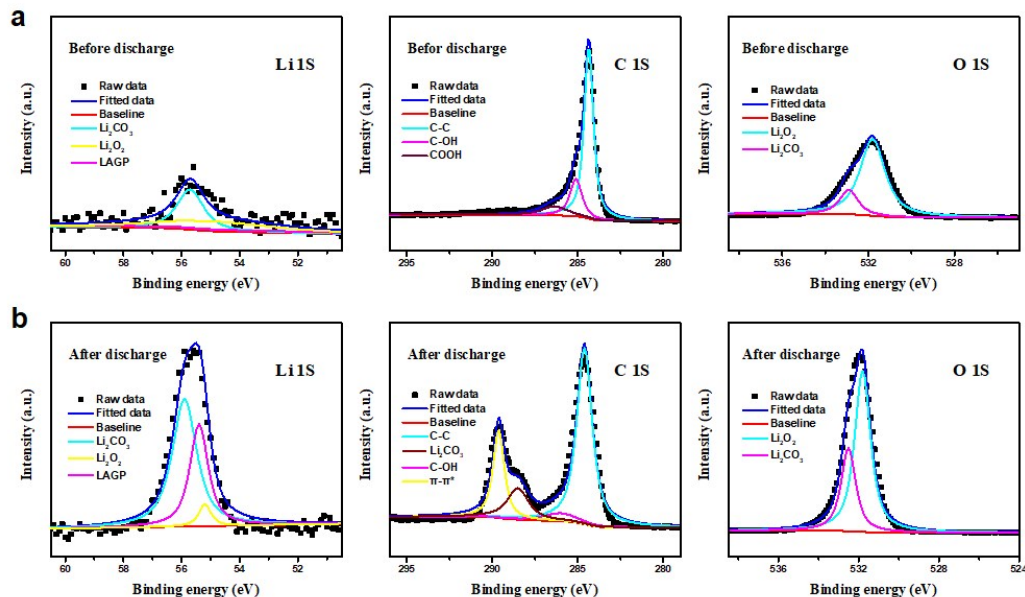 a
Before discharge
Li 1S
Raw data
Fitted data
Baseline
Li₂CO₃
Li₂O₂
LAGP
Intensity (a.u.)
60 58 56 54 52
Binding energy (eV)
Befor discharge
C 1S
Raw data
Fitted data
Baseline
C-C
C-OH
COOH
Intensity (a.u.)
295 290 285 280
Binding energy (eV)
Before discharge
O 1S
Raw data
Fitted data
Baseline
Li₂O₂
Li₂CO₃
Intensity (a.u.)
536 532 528
Binding energy (eV)
b
After discharge
Li 1S
Raw data
Fitted data
Baseline
Li₂CO₃
Li₂O₂
LAGP
Intensity (a.u.)
60 58 56 54 52
Binding energy (eV)
After discharge
C 1S
Raw data
Fitted data
Baseline
C-C
Li₂CO₃
C-OH
π-π*
Intensity (a.u.)
295 290 285 280
Binding energy (eV)
After discharge
O 1S
Raw data
Fitted data
Baseline
Li₂O₂
Li₂CO₃
Intensity (a.u.)
536 532 528 524
Binding energy (eV)